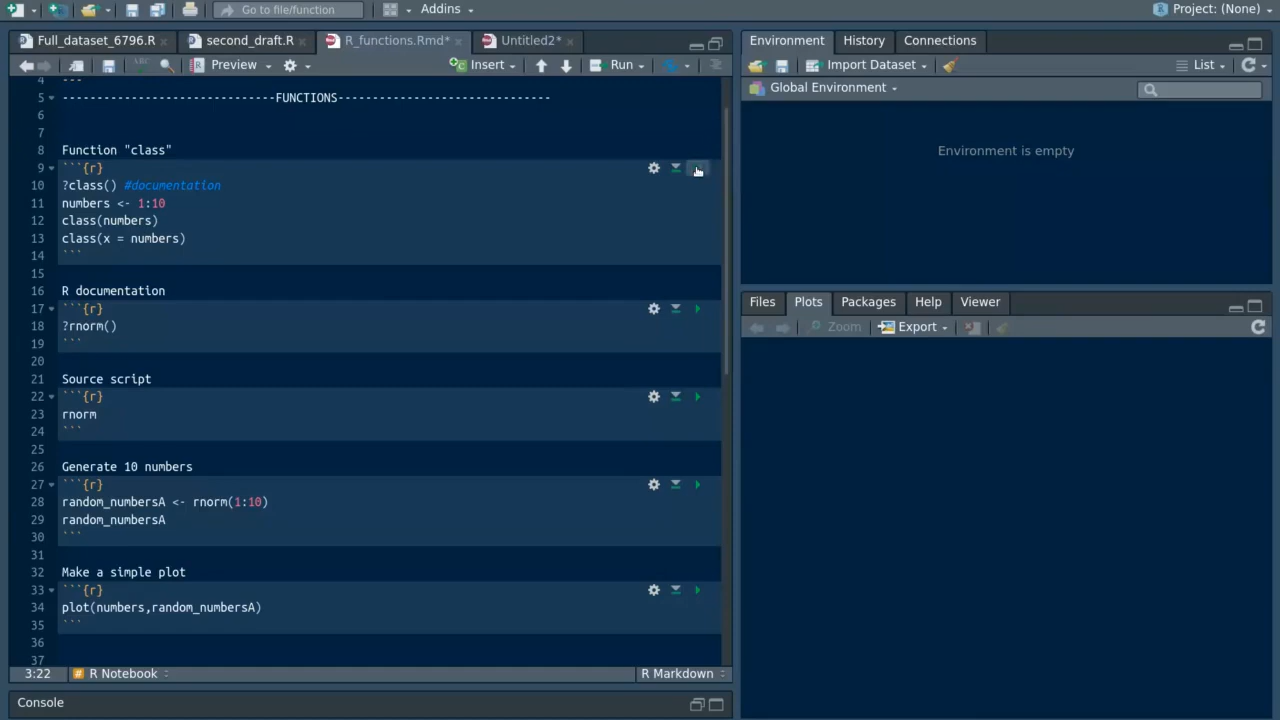 Go to file/function
Addins
Project: (None)
Full_dataset_6796.R
second_draft.R
R_functions.Rmd*
Untitled2*
ABC
Preview
Insert
Run
4 ---
5 -------------------------------FUNCTIONS-------------------------------
6
7
8 Function "class"
9 ```{r}
10 ?class() #documentation
11 numbers <- 1:10
12 class(numbers)
13 class(x = numbers)
14 ```
15
16 R documentation
17 ```{r}
18 ?rnorm()
19 ```
20
21 Source script
22 ```{r}
23 rnorm
24 ```
25
26 Generate 10 numbers
27 ```{r}
28 random_numbersA <- rnorm(1:10)
29 random_numbersA
30 ```
31
32 Make a simple plot
33 ```{r}
34 plot(numbers,random_numbersA)
35 ```
36
37
3:22
# R Notebook
R Markdown
Console
Environment
History
Connections
Import Dataset
List
Global Environment
Environment is empty
Files
Plots
Packages
Help
Viewer
Zoom
Export